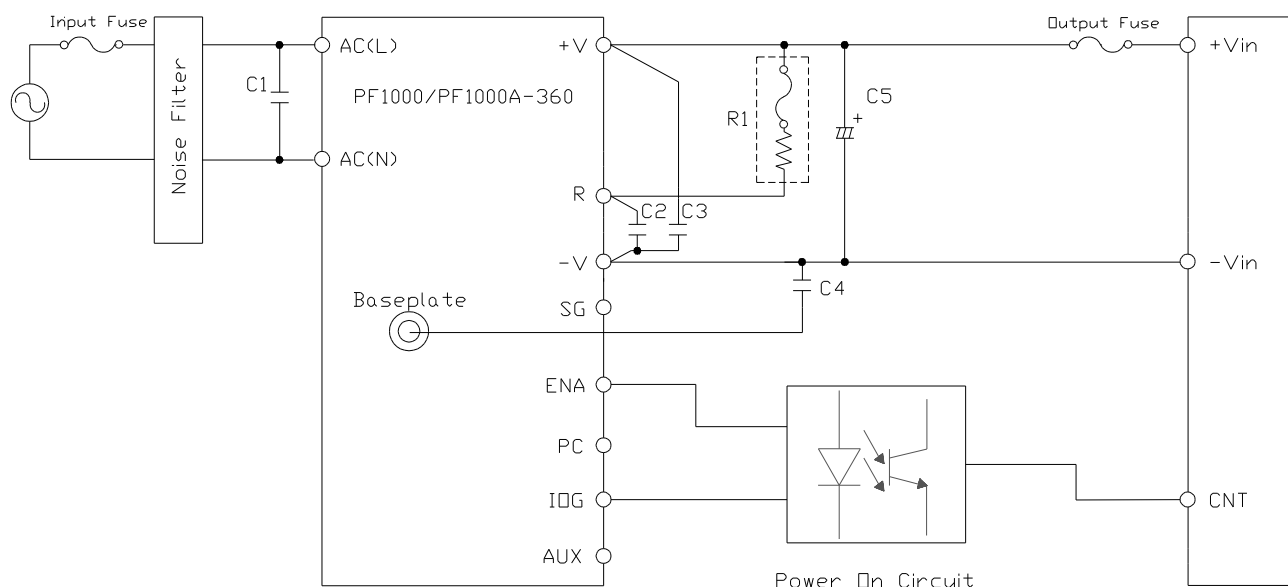 Input Fuse
Output Fuse
AC(L)
+V
+Vin
C1
PF1000/PF1000A-360
C5
+
R1
Noise Filter
AC(N)
R
C2
C3
-V
-Vin
C4
Baseplate
SG
ENA
PC
IOG
CNT
AUX
Power On Circuit